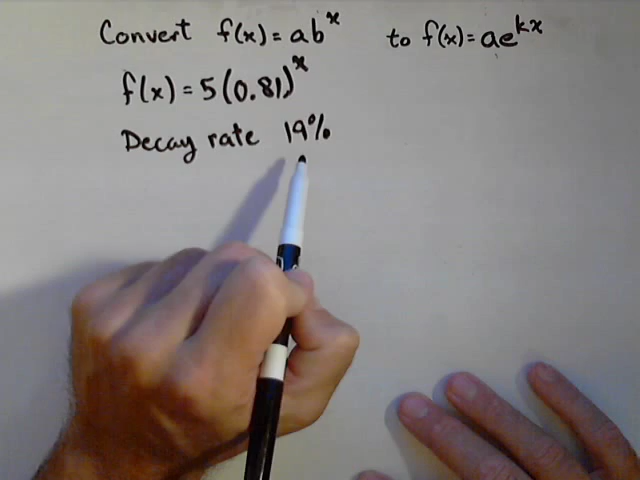 Convert f(x) = ab^x to f(x) = ae^kx
f(x) = 5(0.81)^x
Decay rate 19%